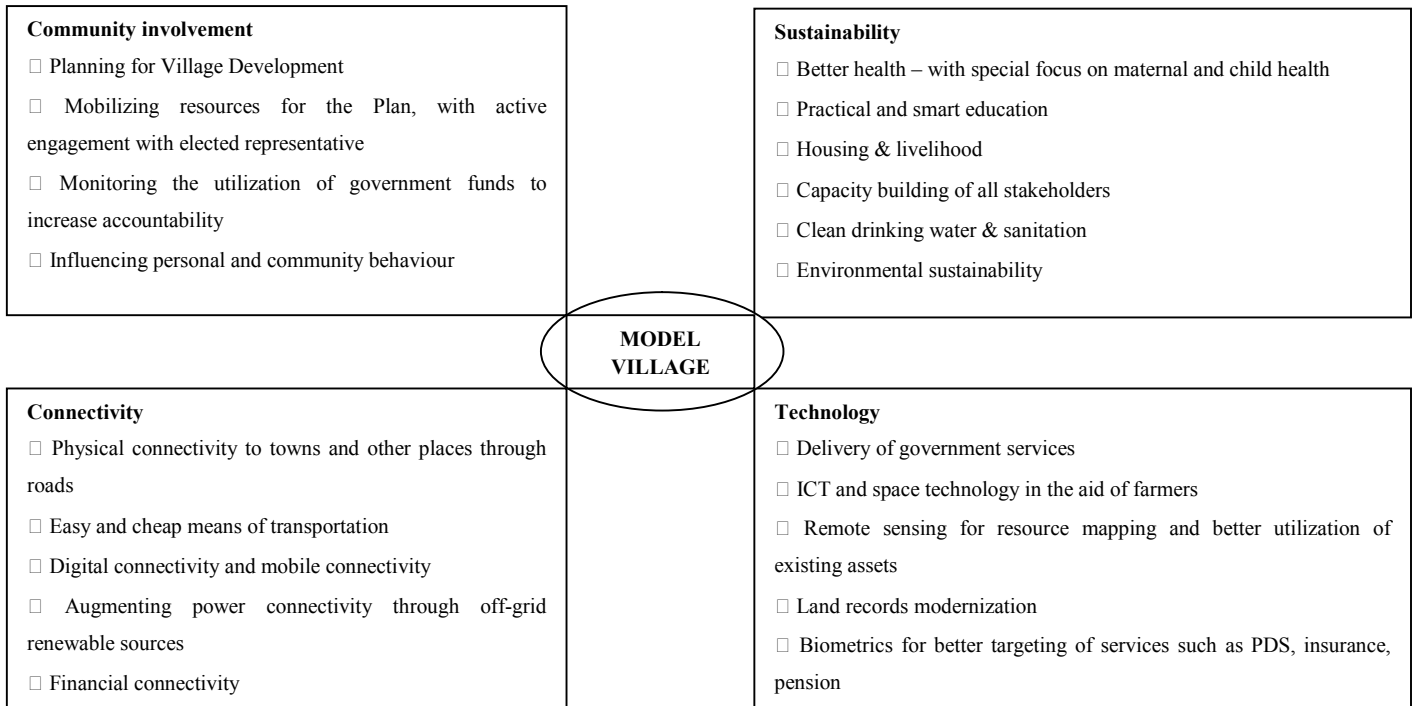 Community involvement
□ Planning for Village Development
□ Mobilizing resources for the Plan, with active
engagement with elected representative
□ Monitoring the utilization of government funds to
increase accountability
□ Influencing personal and community behaviour
Sustainability
□ Better health – with special focus on maternal and child health
□ Practical and smart education
□ Housing & livelihood
□ Capacity building of all stakeholders
□ Clean drinking water & sanitation
□ Environmental sustainability
MODEL
VILLAGE
Connectivity
□ Physical connectivity to towns and other places through
roads
□ Easy and cheap means of transportation
□ Digital connectivity and mobile connectivity
□ Augmenting power connectivity through off-grid
renewable sources
□ Financial connectivity
Technology
□ Delivery of government services
□ ICT and space technology in the aid of farmers
□ Remote sensing for resource mapping and better utilization of
existing assets
□ Land records modernization
□ Biometrics for better targeting of services such as PDS, insurance,
pension